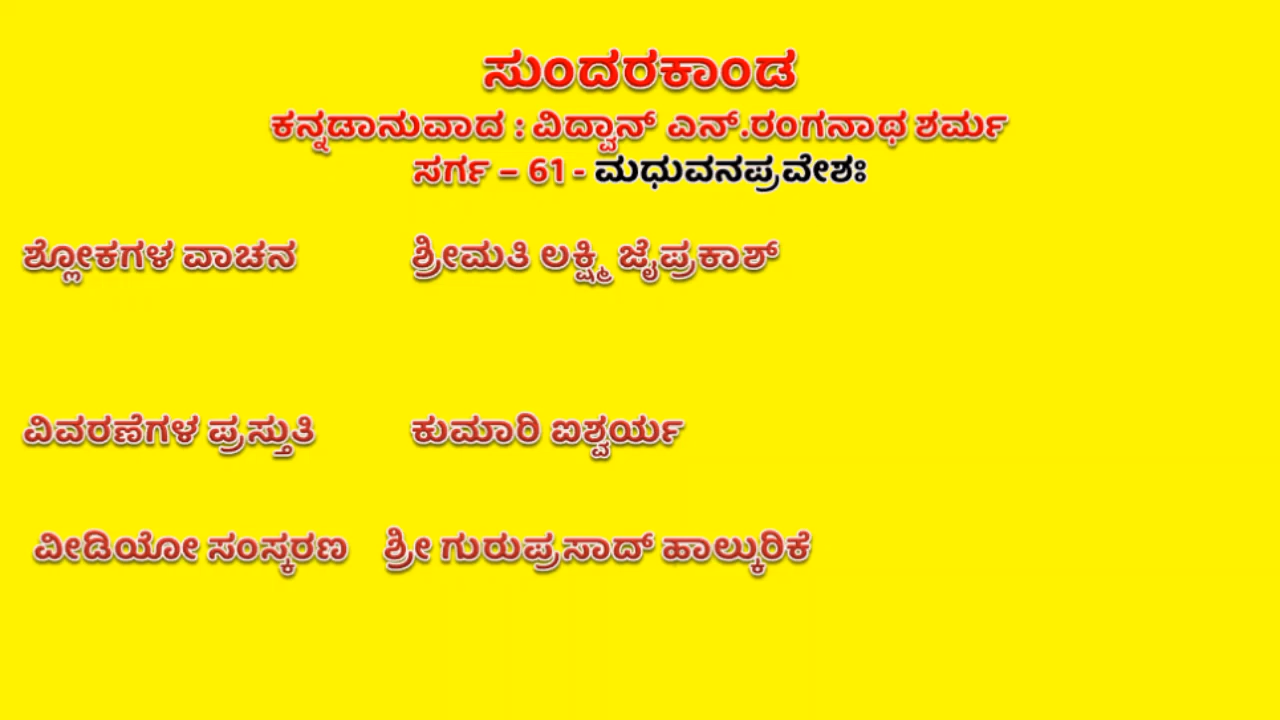 ಸುಂದರಕಾಂಡ
ಕನ್ನಡಾನುವಾದ : ವಿದ್ವಾನ್ ಎನ್.ರಂಗನಾಥ ಶರ್ಮ
ಸರ್ಗ – 61 - ಮಧುವನಪ್ರವೇಶಃ
ಶ್ಲೋಕಗಳ ವಾಚನ ಶ್ರೀಮತಿ ಲಕ್ಷ್ಮಿ ಜೈಪ್ರಕಾಶ್
ವಿವರಣೆಗಳ ಪ್ರಸ್ತುತಿ ಕುಮಾರಿ ಐಶ್ವರ್ಯ
ವೀಡಿಯೋ ಸಂಸ್ಕರಣ ಶ್ರೀ ಗುರುಪ್ರಸಾದ್ ಹಾಲ್ಕುರಿಕೆ